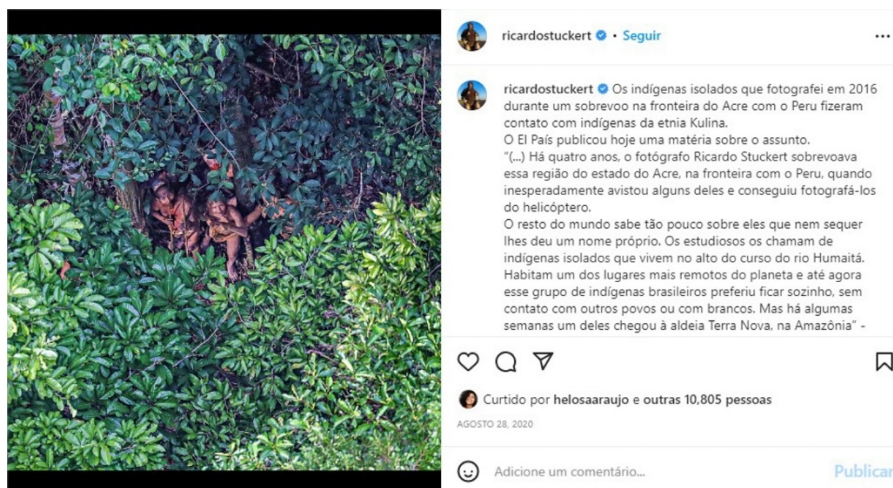 ricardostuckert • Seguir
ricardostuckert Os indígenas isolados que fotografei em 2016
durante um sobrevoo na fronteira do Acre com o Peru fizeram
contato com indígenas da etnia Kulina.
O El País publicou hoje uma matéria sobre o assunto.
"(...) Há quatro anos, o fotógrafo Ricardo Stuckert sobrevoava
essa região do estado do Acre, na fronteira com o Peru, quando
inesperadamente avistou alguns deles e conseguiu fotografá-los
do helicóptero.
O resto do mundo sabe tão pouco sobre eles que nem sequer
lhes deu um nome próprio. Os estudiosos os chamam de
indígenas isolados que vivem no alto do curso do rio Humaitá.
Habitam um dos lugares mais remotos do planeta e até agora
esse grupo de indígenas brasileiros preferiu ficar sozinho, sem
contato com outros povos ou com brancos. Mas há algumas
semanas um deles chegou à aldeia Terra Nova, na Amazônia" -
Curtido por helosaaraujo e outras 10,805 pessoas
AGOSTO 28, 2020
Adicione um comentário...
Publicar